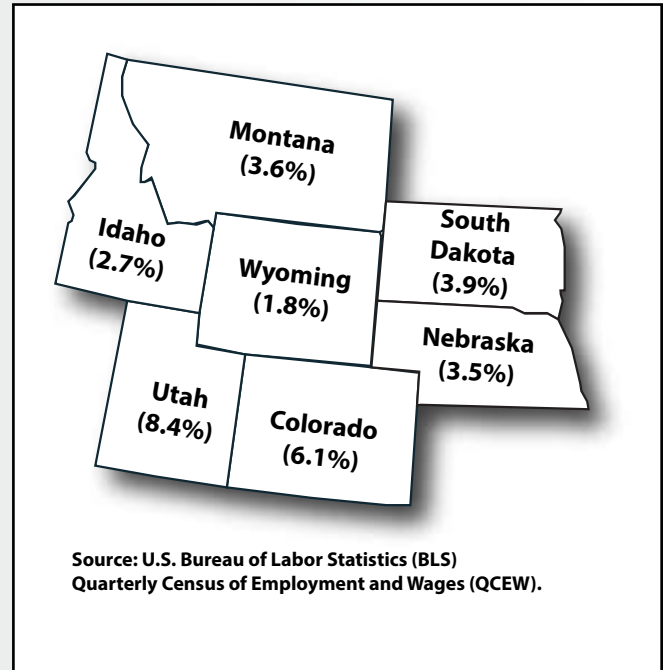 Montana
(3.6%)
Idaho
(2.7%)
Wyoming
(1.8%)
South
Dakota
(3.9%)
Nebraska
(3.5%)
Utah
(8.4%)
Colorado
(6.1%)
Source: U.S. Bureau of Labor Statistics (BLS)
Quarterly Census of Employment and Wages (QCEW).